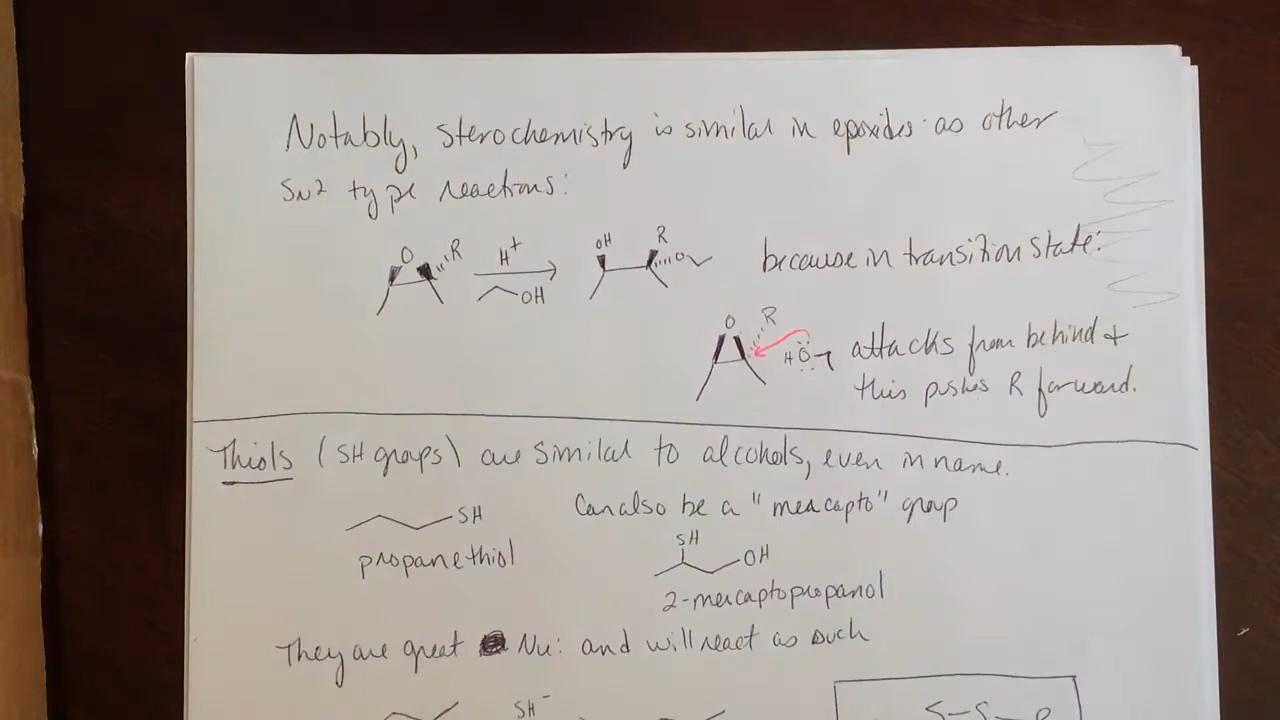 Notably, sterochemistry is similar in epoxides as other
SN2 type reactions:
O R H+ OH OH R O because in transition state:
O R HO attacks from behind +
this pushes R forward.
Thiols (SH groups) are similar to alcohols, even in name.
SH Can also be a "mercapto" group
propanethiol SH OH
2-mercaptopropanol
They are great Nu: and will react as such
SH- S-S R